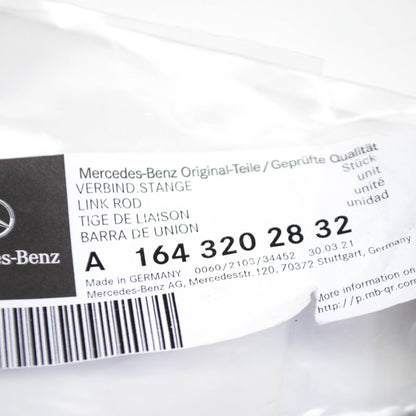 Mercedes-Benz Original-Teile / Geprüfte Qualität
VERBIND.STANGE Stück
LINK ROD unit
TIGE DE LIAISON unité
BARRA DE UNION unidad
A 164 320 28 32
Made in GERMANY 0060/2103/34452 30.03.21
Mercedes-Benz AG, Mercedesstr.120, 70372 Stuttgart, Germany
es-Benz
More information on
http://p.mb-qr.com/